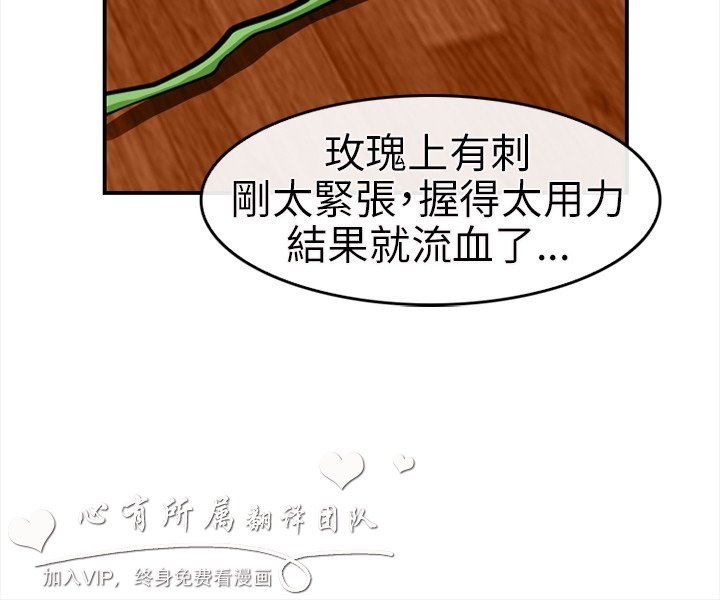 玫瑰上有刺
剛太緊張，握得太用力
結果就流血了...
心有所属翻译团队
加入VIP，终身免费看漫画